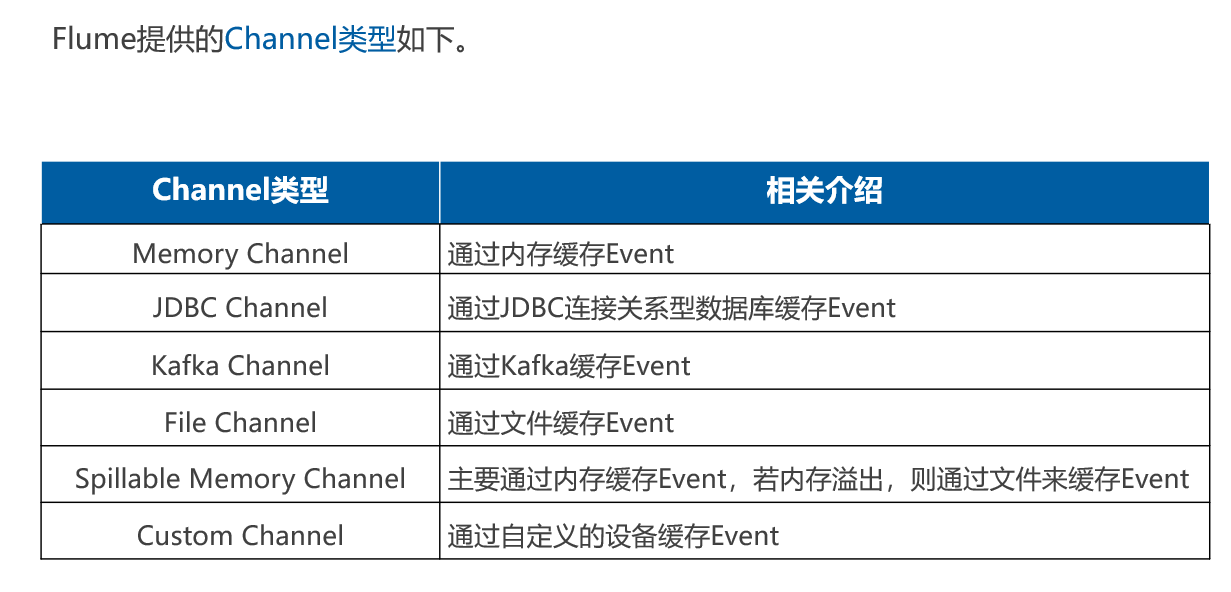 Flume提供的Channel类型如下。
Channel类型 相关介绍
Memory Channel 通过内存缓存Event
JDBC Channel 通过JDBC连接关系型数据库缓存Event
Kafka Channel 通过Kafka缓存Event
File Channel 通过文件缓存Event
Spillable Memory Channel 主要通过内存缓存Event，若内存溢出，则通过文件来缓存Event
Custom Channel 通过自定义的设备缓存Event